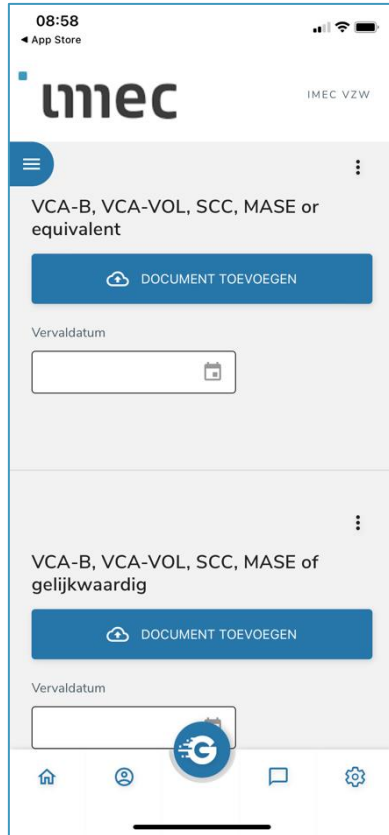 08:58
◀ App Store
imec
IMEC VZW
VCA-B, VCA-VOL, SCC, MASE or
equivalent
DOCUMENT TOEVOEGEN
Vervaldatum
VCA-B, VCA-VOL, SCC, MASE of
gelijkwaardig
DOCUMENT TOEVOEGEN
Vervaldatum
G